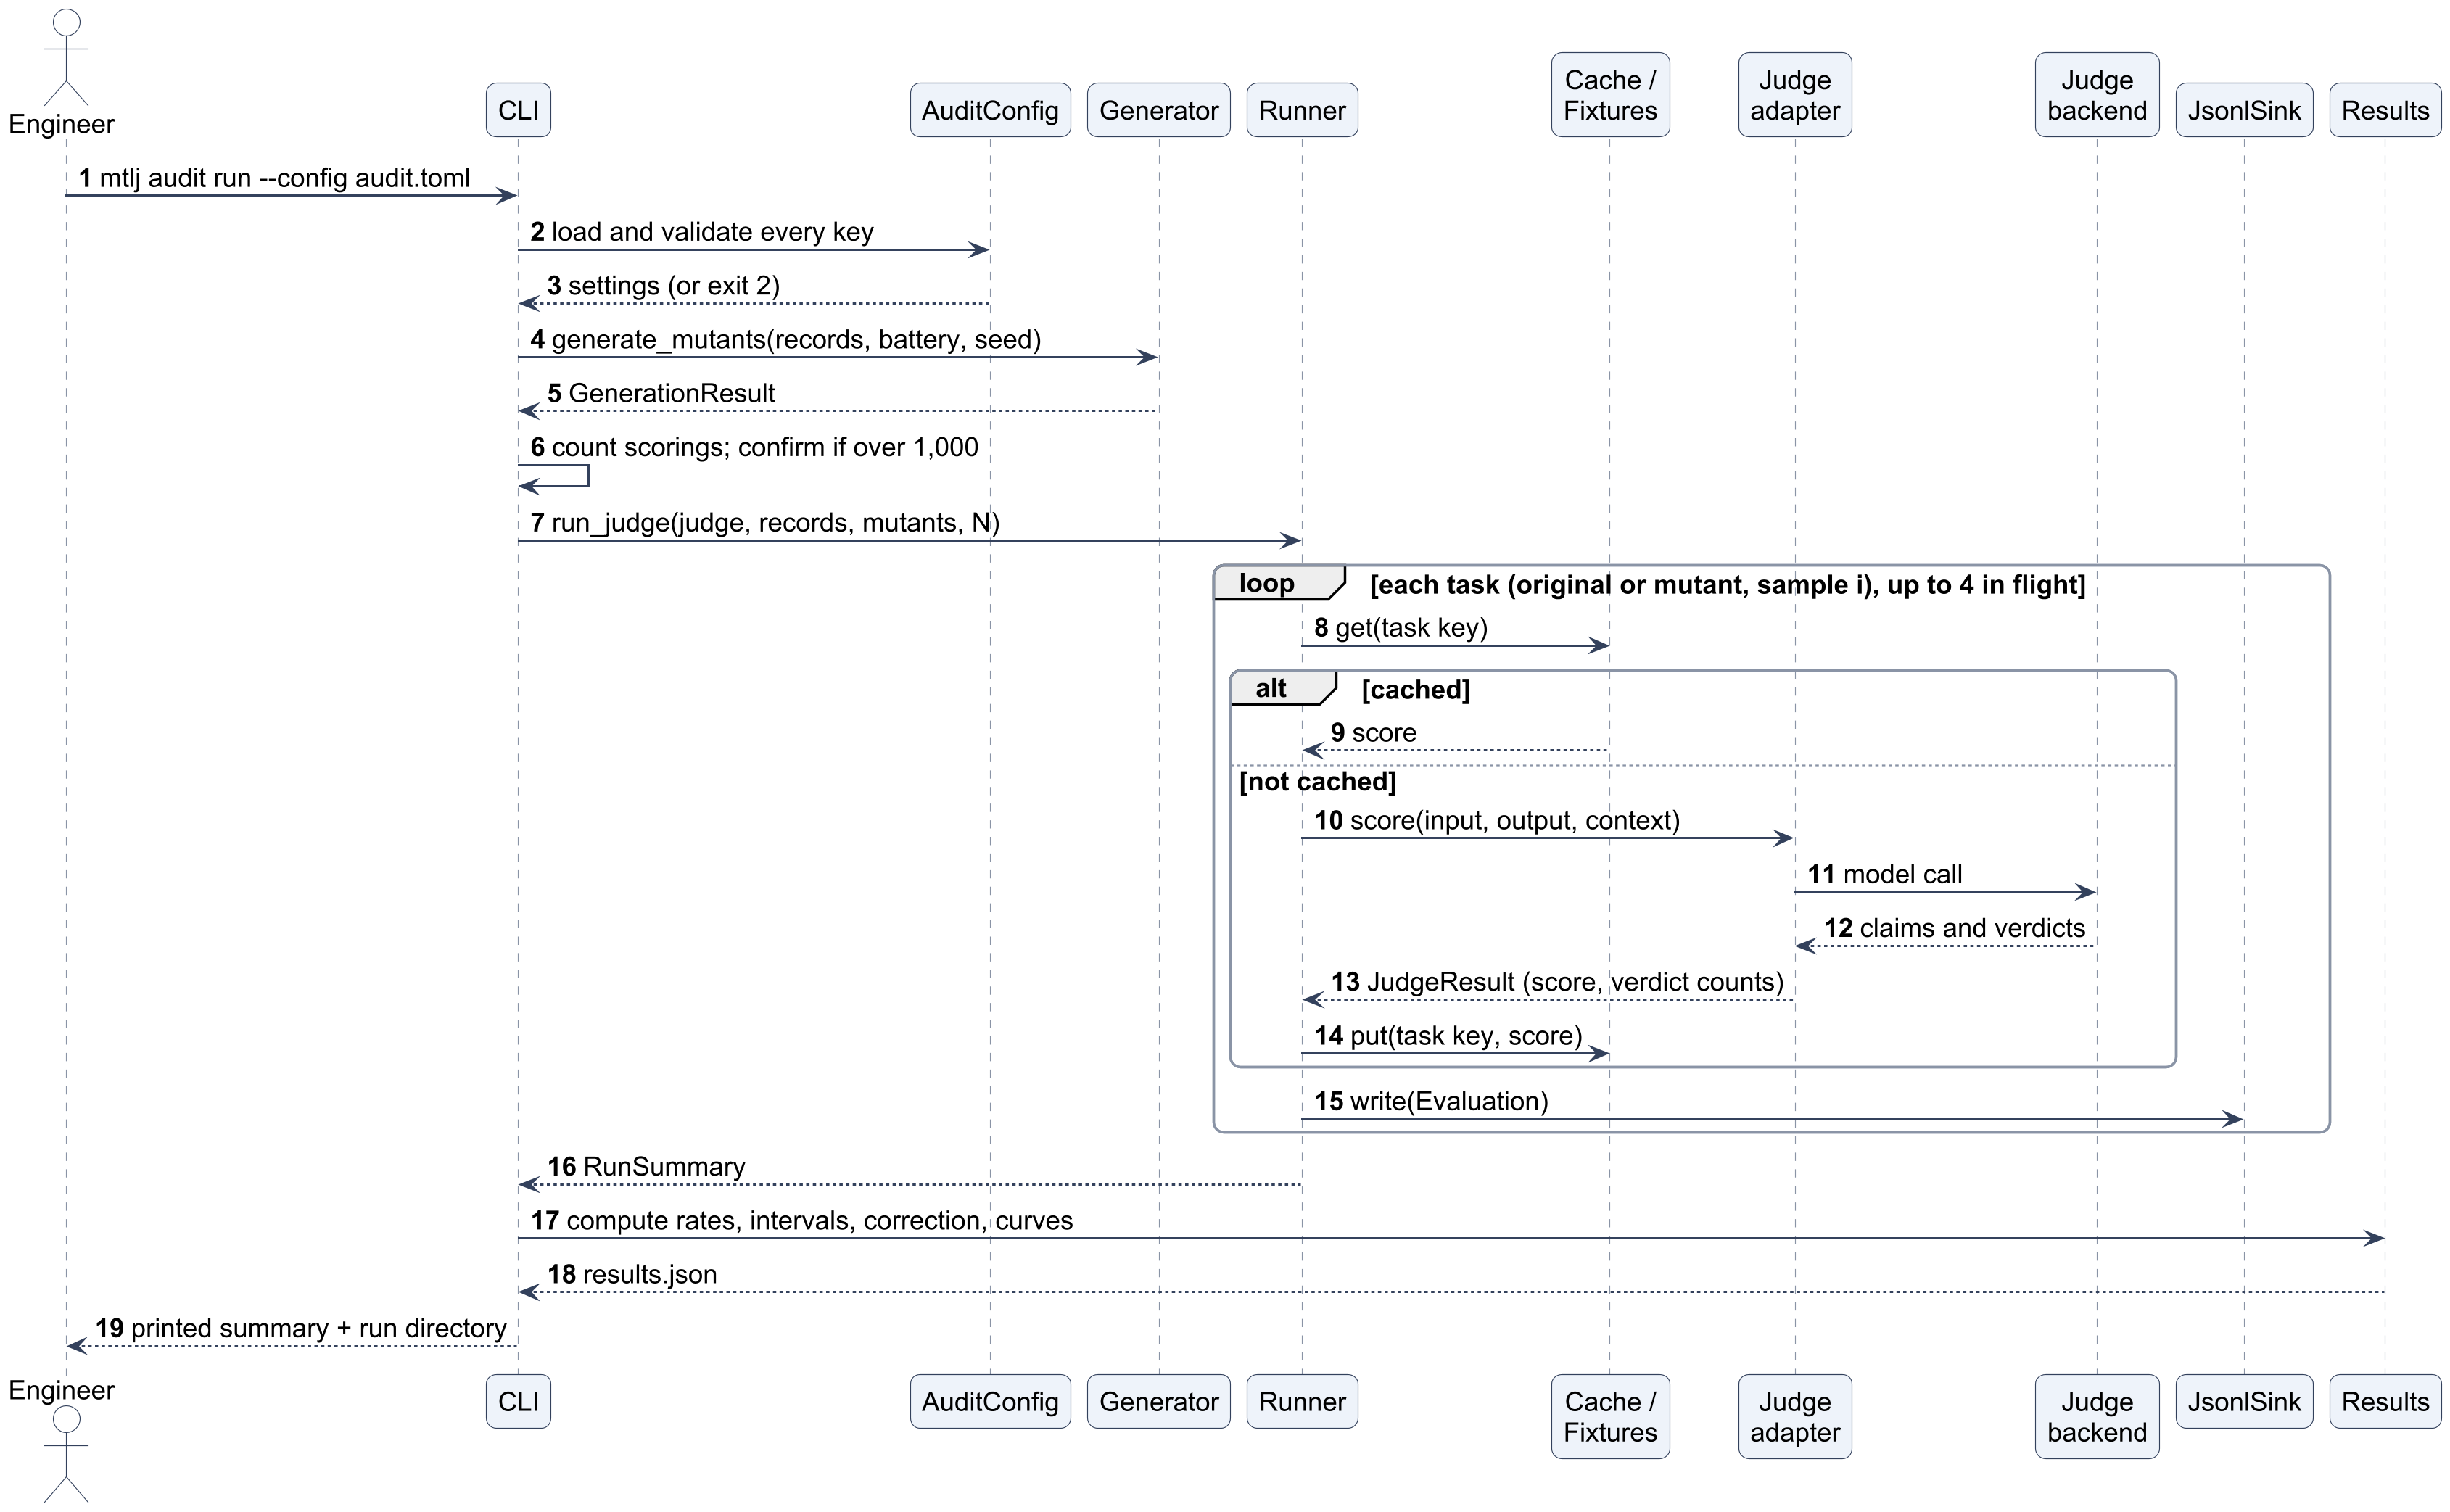 Engineer
CLI
AuditConfig
Generator
Runner
Cache /
Fixtures
Judge
adapter
Judge
backend
JsonlSink
Results
1 mtlj audit run --config audit.toml
2 load and validate every key
3 settings (or exit 2)
4 generate_mutants(records, battery, seed)
5 GenerationResult
6 count scorings; confirm if over 1,000
7 run_judge(judge, records, mutants, N)
loop [each task (original or mutant, sample i), up to 4 in flight]
8 get(task key)
alt [cached]
9 score
[not cached]
10 score(input, output, context)
11 model call
12 claims and verdicts
13 JudgeResult (score, verdict counts)
14 put(task key, score)
15 write(Evaluation)
16 RunSummary
17 compute rates, intervals, correction, curves
18 results.json
19 printed summary + run directory
Engineer
CLI
AuditConfig
Generator
Runner
Cache /
Fixtures
Judge
adapter
Judge
backend
JsonlSink
Results